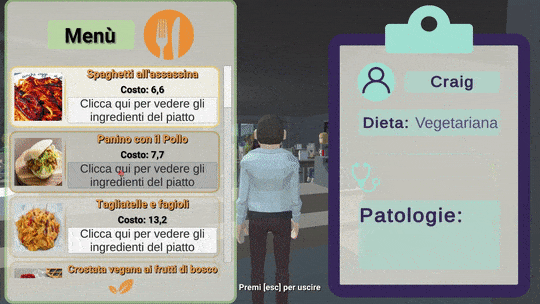 Menù
Spaghetti all'assassina
Costo: 6,6
Clicca qui per vedere gli
ingredienti del piatto
Panino con il Pollo
Costo: 7,7
Clicca qui per vedere gli
ingredienti del piatto
Tagliatelle e fagioli
Costo: 13,2
Clicca qui per vedere gli
ingredienti del piatto
Crostata vegana ai frutti di bosco
Premi [esc] per uscire
Craig
Dieta: Vegetariana
Patologie: